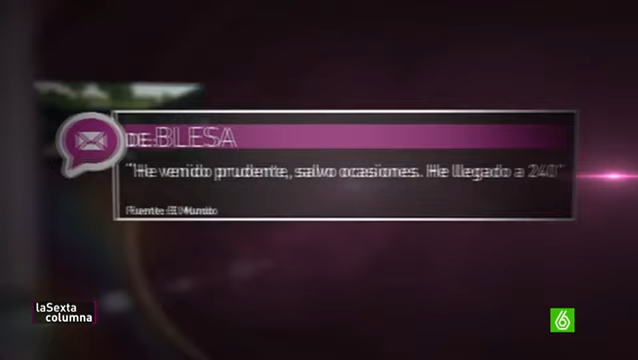 DE: BLESA
"He venido prudente, salvo ocasiones. He llegado a 240"
Fuente: El Mundo
laSexta
columna
6